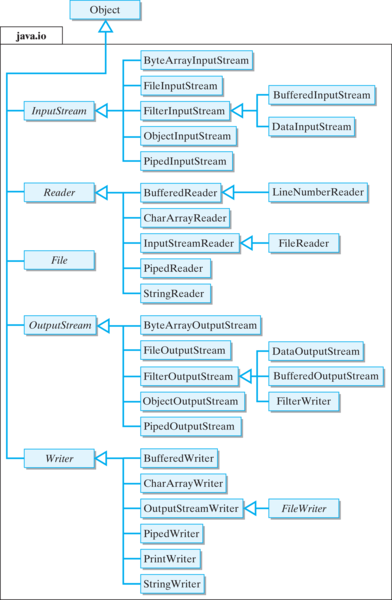 Object
java.io
ByteArrayInputStream
FileInputStream
InputStream
FilterInputStream
BufferedInputStream
DataInputStream
ObjectInputStream
PipedInputStream
Reader
BufferedReader
LineNumberReader
CharArrayReader
InputStreamReader
FileReader
File
PipedReader
StringReader
OutputStream
ByteArrayOutputStream
FileOutputStream
DataOutputStream
FilterOutputStream
BufferedOutputStream
ObjectOutputStream
FilterWriter
PipedOutputStream
Writer
BufferedWriter
CharArrayWriter
OutputStreamWriter
FileWriter
PipedWriter
PrintWriter
StringWriter